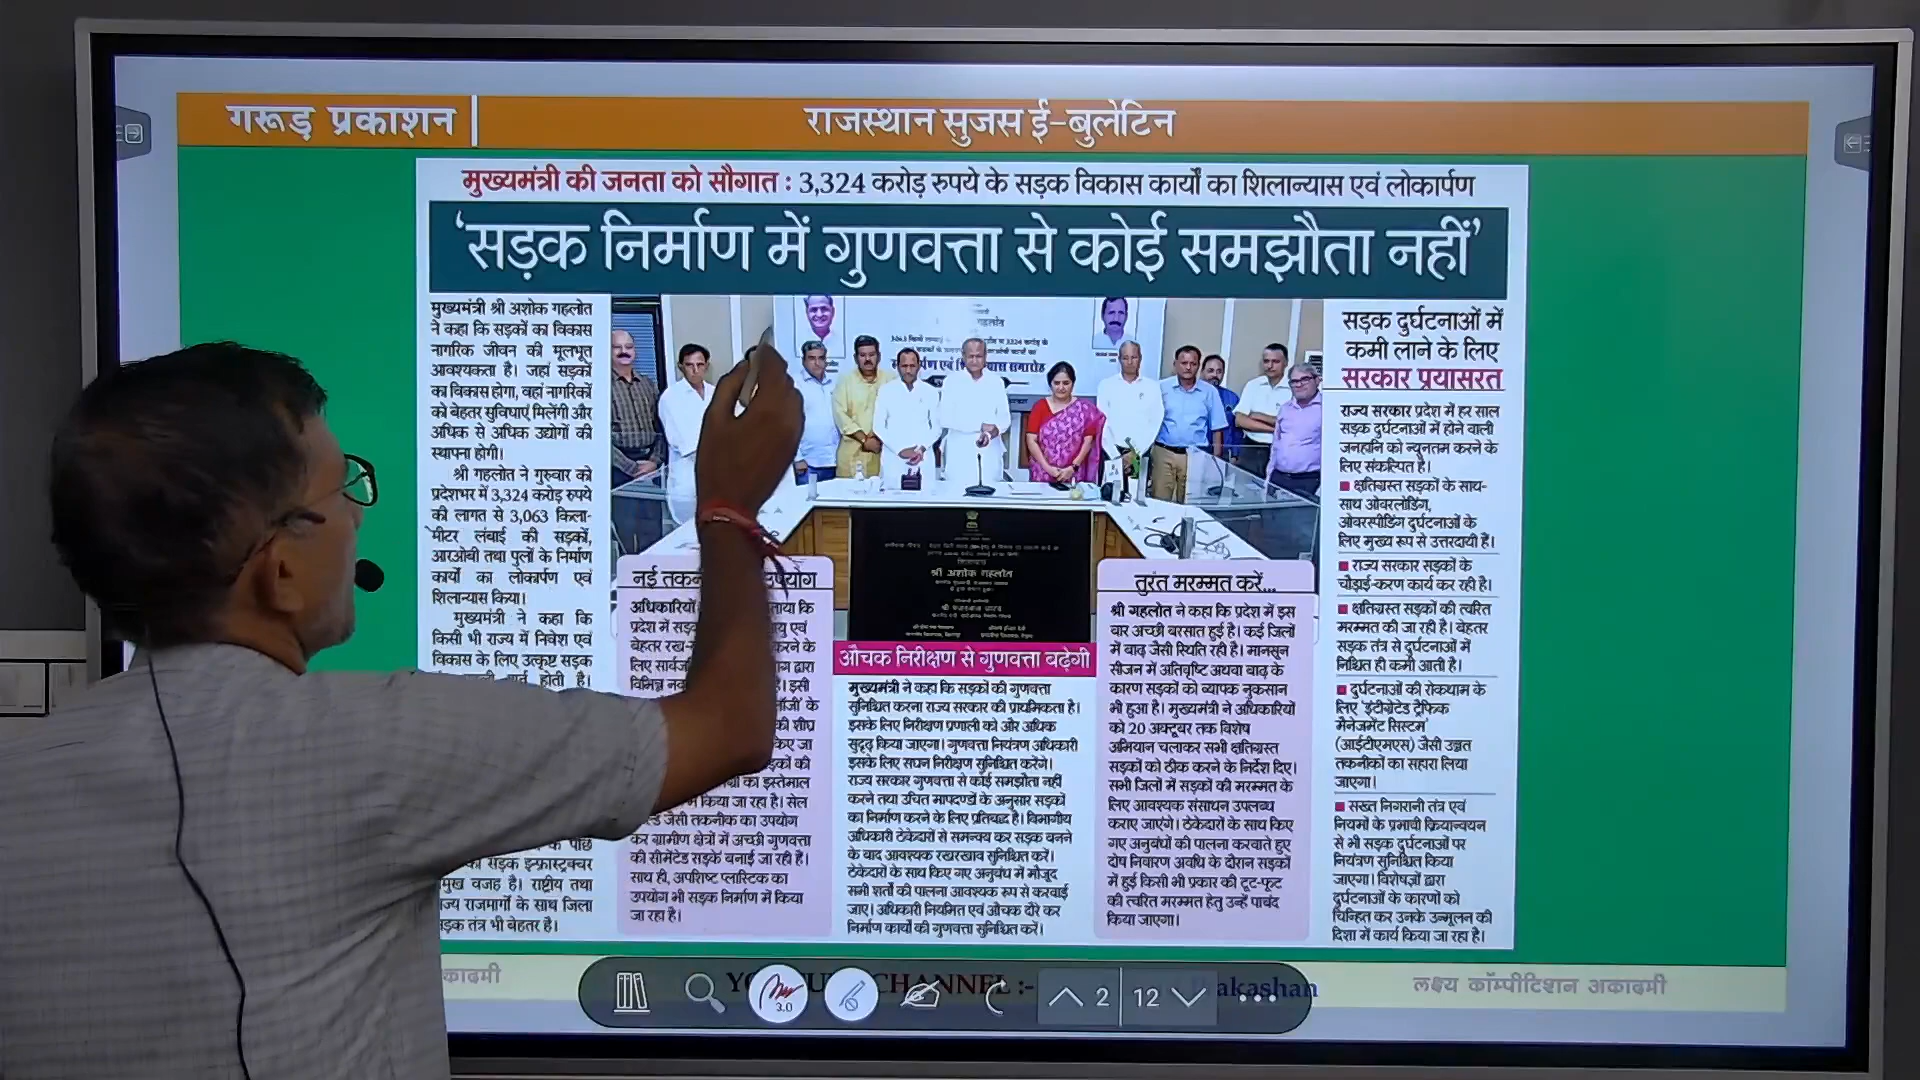 गरूड़ प्रकाशन
राजस्थान सुजस ई-बुलेटिन
मुख्यमंत्री की जनता को सौगात : 3,324 करोड़ रुपये के सड़क विकास कार्यों का शिलान्यास एवं लोकार्पण
'सड़क निर्माण में गुणवत्ता से कोई समझौता नहीं'
मुख्यमंत्री श्री अशोक गहलोत
ने कहा कि सड़कों का विकास
नागरिक जीवन की मूलभूत
आवश्यकता है। जहां सड़कों
का विकास होगा, वहां नागरिकों
को बेहतर सुविधाएं मिलेंगी और
अधिक से अधिक उद्योगों की
स्थापना होगी।
श्री गहलोत ने गुरुवार को
प्रदेशभर में 3,324 करोड़ रुपये
की लागत से 3,063 किलो-
मीटर लंबाई की सड़कों,
आरओबी तथा पुलों के निर्माण
कार्यों का लोकार्पण एवं
शिलान्यास किया।
मुख्यमंत्री ने कहा कि
किसी भी राज्य में निवेश एवं
विकास के लिए उत्कृष्ट सड़क
होती है।
के पीछे
सड़क इन्फ्रास्ट्रक्चर
वजह है। राष्ट्रीय तथा
राजमार्गों के साथ जिला
तंत्र भी बेहतर है।
नई
उपयोग
अधिकारियों
कि
प्रदेश में
एवं
बेहतर
करने के
लिए
द्वारा
विभिन्न
है। इसी
के
की शीघ्र
किए जा
की
का इस्तेमाल
किया जा रहा है। सेल
जैसी तकनीक का उपयोग
कर ग्रामीण क्षेत्रों में अच्छी गुणवत्ता
की सीमेंटेड सड़कें बनाई जा रही हैं।
साथ ही, अपशिष्ट प्लास्टिक का
उपयोग भी सड़क निर्माण में किया
जा रहा है।
श्री अशोक गहलोत
औचक निरीक्षण से गुणवत्ता बढ़ेगी
मुख्यमंत्री ने कहा कि सड़कों की गुणवत्ता
सुनिश्चित करना राज्य सरकार की प्राथमिकता है।
इसके लिए निरीक्षण प्रणाली को और अधिक
सुदृढ़ किया जाएगा। गुणवत्ता नियंत्रण अधिकारी
इसके लिए सघन निरीक्षण सुनिश्चित करेंगे।
राज्य सरकार गुणवत्ता से कोई समझौता नहीं
करने तथा उचित मापदण्डों के अनुसार सड़कों
का निर्माण करने के लिए प्रतिबद्ध है। विभागीय
अधिकारी ठेकेदारों से समन्वय कर सड़क बनने
के बाद आवश्यक रखरखाव सुनिश्चित करें।
ठेकेदारों के साथ किए गए अनुबंध में मौजूद
सभी शर्तों की पालना आवश्यक रूप से करवाई
जाए। अधिकारी नियमित एवं औचक दौरे कर
निर्माण कार्यों की गुणवत्ता सुनिश्चित करें।
तुरंत मरम्मत करें...
श्री गहलोत ने कहा कि प्रदेश में इस
बार अच्छी बरसात हुई है। कई जिलों
में बाढ़ जैसी स्थिति रही है। मानसून
सीजन में अतिवृष्टि अथवा बाढ़ के
कारण सड़कों को व्यापक नुकसान
भी हुआ है। मुख्यमंत्री ने अधिकारियों
को 20 अक्टूबर तक विशेष
अभियान चलाकर सभी क्षतिग्रस्त
सड़कों को ठीक करने के निर्देश दिए।
सभी जिलों में सड़कों की मरम्मत के
लिए आवश्यक संसाधन उपलब्ध
कराए जाएंगे। ठेकेदारों के साथ किए
गए अनुबंधों की पालना करवाते हुए
दोष निवारण अवधि के दौरान सड़कों
में हुई किसी भी प्रकार की टूट-फूट
की त्वरित मरम्मत हेतु उन्हें पाबंद
किया जाएगा।
सड़क दुर्घटनाओं में
कमी लाने के लिए
सरकार प्रयासरत
राज्य सरकार प्रदेश में हर साल
सड़क दुर्घटनाओं में होने वाली
जनहानि को न्यूनतम करने के
लिए संकल्पित है।
■ क्षतिग्रस्त सड़कों के साथ-
साथ ओवरलोडिंग,
ओवरस्पीडिंग दुर्घटनाओं के
लिए मुख्य रूप से उत्तरदायी हैं।
■ राज्य सरकार सड़कों के
चौड़ाई-करण कार्य कर रही है।
■ क्षतिग्रस्त सड़कों की त्वरित
मरम्मत की जा रही है। बेहतर
सड़क तंत्र से दुर्घटनाओं में
निश्चित ही कमी आती है।
■ दुर्घटनाओं की रोकथाम के
लिए 'इंटीग्रेटेड ट्रैफिक
मैनेजमेंट सिस्टम'
(आईटीएमएस) जैसी उन्नत
तकनीकों का सहारा लिया
जाएगा।
■ सख्त निगरानी तंत्र एवं
नियमों के प्रभावी क्रियान्वयन
से भी सड़क दुर्घटनाओं पर
नियंत्रण सुनिश्चित किया
जाएगा। विशेषज्ञों द्वारा
दुर्घटनाओं के कारणों को
चिन्हित कर उनके उन्मूलन की
दिशा में कार्य किया जा रहा है।
CHANNEL :-
लक्ष्य कॉम्पीटिशन अकादमी
3.0
2
12